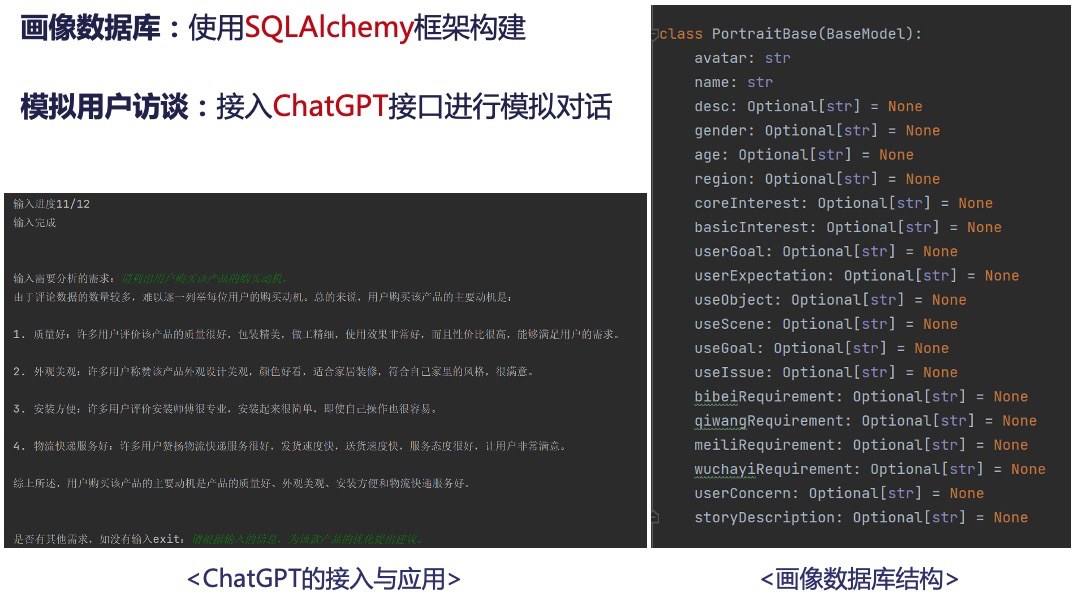 画像数据库：使用SQLAlchemy框架构建
模拟用户访谈：接入ChatGPT接口进行模拟对话
输入进度11/12
输入完成
输入需要分析的需求：请列出用户购买该产品的购买动机。
由于评论数据的数量较多，难以逐一列举每位用户的购买动机。总的来说，用户购买该产品的主要动机是：
1. 质量好：许多用户评价该产品的质量很好，包装精美，做工精细，使用效果非常好，而且性价比很高，能够满足用户的需求。
2. 外观美观：许多用户称赞该产品外观设计美观，颜色好看，适合家居装修，符合自己家里的风格，很满意。
3. 安装方便：许多用户评价安装师傅很专业，安装起来很简单，即使自己操作也很容易。
4. 物流快递服务好：许多用户赞扬物流快递服务很好，发货速度快，送货速度快，服务态度很好，让用户非常满意。
综上所述，用户购买该产品的主要动机是产品的质量好、外观美观、安装方便和物流快递服务好。
是否有其他需求，如没有输入exit：请根据输入的信息，为该款产品的优化提出建议。
<ChatGPT的接入与应用>
class PortraitBase(BaseModel):
avatar: str
name: str
desc: Optional[str] = None
gender: Optional[str] = None
age: Optional[str] = None
region: Optional[str] = None
coreInterest: Optional[str] = None
basicInterest: Optional[str] = None
userGoal: Optional[str] = None
userExpectation: Optional[str] = None
useObject: Optional[str] = None
useScene: Optional[str] = None
useGoal: Optional[str] = None
useIssue: Optional[str] = None
bibeiRequirement: Optional[str] = None
qiwangRequirement: Optional[str] = None
meiliRequirement: Optional[str] = None
wuchayiRequirement: Optional[str] = None
userConcern: Optional[str] = None
storyDescription: Optional[str] = None
<画像数据库结构>